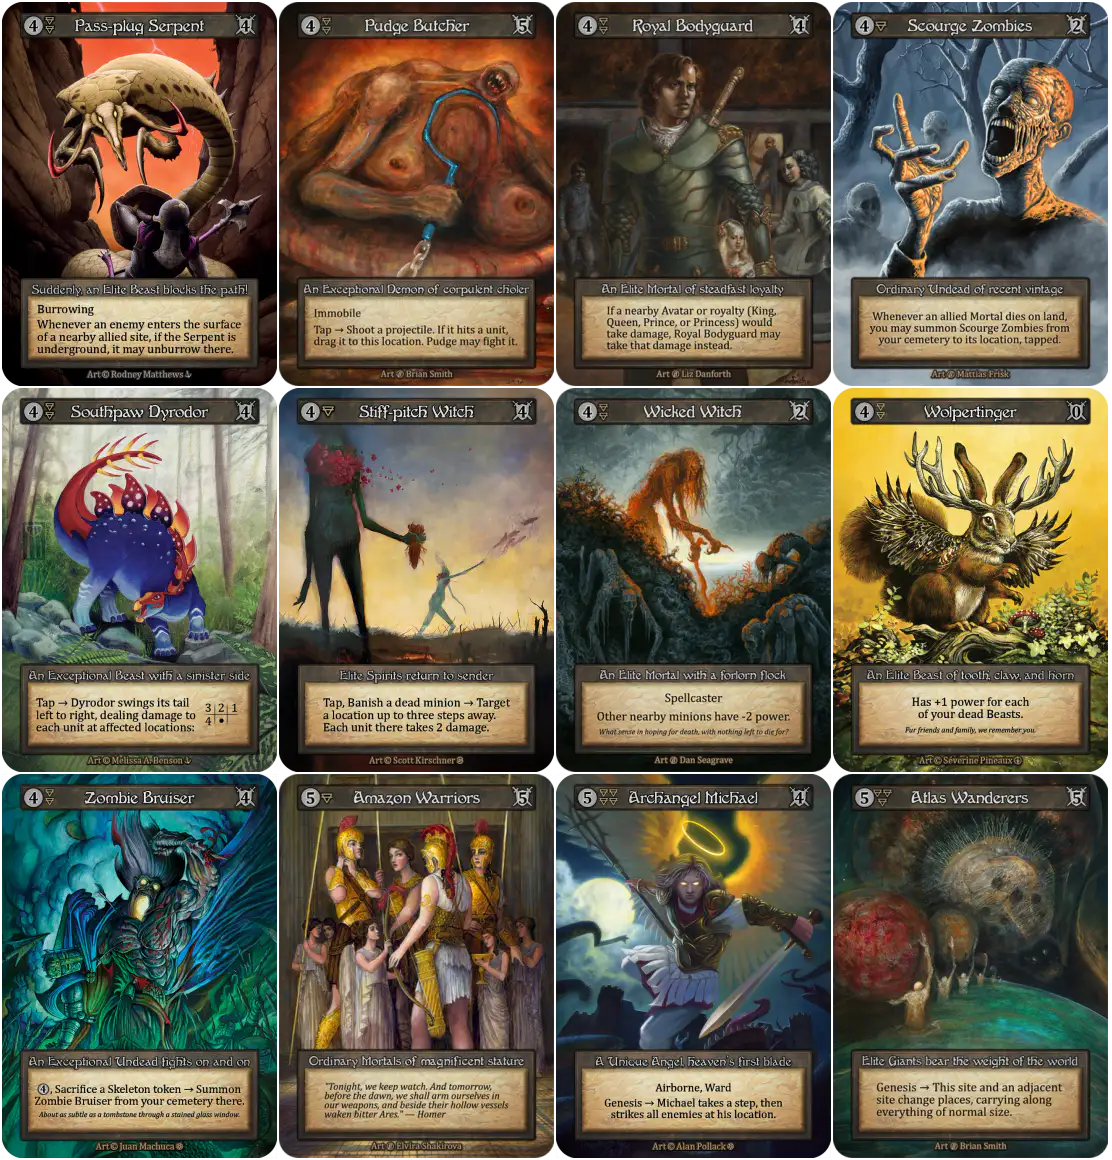 4 Pass-plug Serpent 4
Suddenly, an Elite Beast blocks the path!
Burrowing
Whenever an enemy enters the surface
of a nearby allied site, if the Serpent is
underground, it may unburrow there.
Art © Rodney Matthews
4 Pudge Butcher 5
An Exceptional Demon of corpulent choler
Immobile
Tap → Shoot a projectile. If it hits a unit,
drag it to this location. Pudge may fight it.
Art @ Brian Smith
4 Royal Bodyguard 4
An Elite Mortal of steadfast loyalty
If a nearby Avatar or royalty (King,
Queen, Prince, or Princess) would
take damage, Royal Bodyguard may
take that damage instead.
Art @ Liz Danforth
4 Scourge Zombies 2
Ordinary Undead of recent vintage
Whenever an allied Mortal dies on land,
you may summon Scourge Zombies from
your cemetery to its location, tapped.
Art @ Mattias Frisk
4 Southpaw Dyrodor 4
An Exceptional Beast with a sinister side
Tap → Dyrodor swings its tail
left to right, dealing damage to
each unit at affected locations:
3 2 1
4 •
Art © Melissa A. Benson
4 Stiff-pitch Witch 4
Elite Spirits return to sender
Tap, Banish a dead minion → Target
a location up to three steps away.
Each unit there takes 2 damage.
Art © Scott Kirschner
4 Wicked Witch 2
An Elite Mortal with a forlorn flock
Spellcaster
Other nearby minions have -2 power.
What sense in hoping for death, with nothing left to die for?
Art @ Dan Seagrave
4 Wolpertinger 0
An Elite Beast of tooth, claw, and horn
Has +1 power for each
of your dead Beasts.
Fur friends and family, we remember you.
Art © Séverine Pineaux
4 Zombie Bruiser 4
An Exceptional Undead fights on and on
4, Sacrifice a Skeleton token → Summon
Zombie Bruiser from your cemetery there.
About as subtle as a tombstone through a stained glass window.
Art © Juan Machuca
5 Amazon Warriors 5
Ordinary Mortals of magnificent stature
"Tonight, we keep watch. And tomorrow,
before the dawn, we shall arm ourselves in
our weapons, and beside their hollow vessels
waken bitter Ares." — Homer
Art @ Elvira Shakirova
5 Archangel Michael 4
A Unique Angel, heaven's first blade
Airborne, Ward
Genesis → Michael takes a step, then
strikes all enemies at his location.
Art © Alan Pollack
5 Atlas Wanderers 5
Elite Giants bear the weight of the world
Genesis → This site and an adjacent
site change places, carrying along
everything of normal size.
Art @ Brian Smith